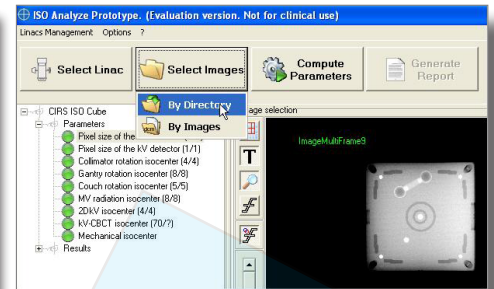 ISO Analyze Prototype. (Evaluation version. Not for clinical use)
Linacs Management Options ?
Select Linac
Select Images
Compute Parameters
Generate Report
By Directory
By Images
age selection
CIRS ISO Cube
Parameters
Pixel size of the
Pixel size of the kV detector (1/1)
Collimator rotation isocenter (4/4)
Gantry rotation isocenter (8/8)
Couch rotation isocenter (5/5)
MV radiation isocenter (8/8)
2DkV isocenter (4/4)
kV-CBCT isocenter (70/?)
Mechanical isocenter
Results
T
ImageMultiFrame9